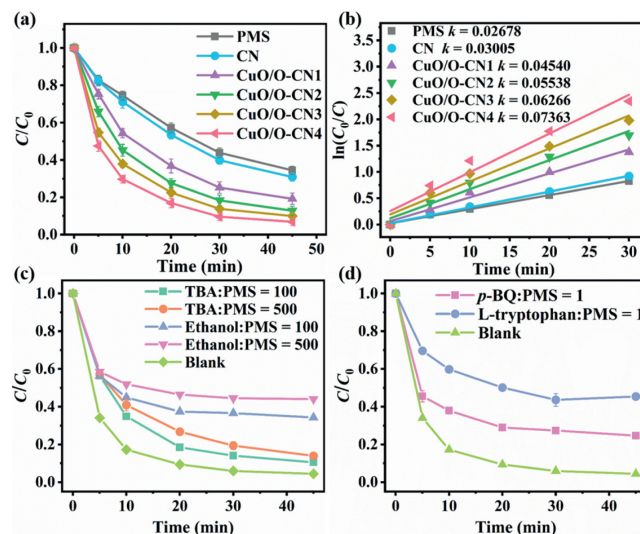 (a)
PMS
CN
CuO/O-CN1
CuO/O-CN2
CuO/O-CN3
CuO/O-CN4
C/C0
1.0
0.8
0.6
0.4
0.2
0.0
0 10 20 30 40 50
Time (min)
(b)
PMS k = 0.02678
CN k = 0.03005
CuO/O-CN1 k = 0.04540
CuO/O-CN2 k = 0.05538
CuO/O-CN3 k = 0.06266
CuO/O-CN4 k = 0.07363
ln(C0/C)
4.0
3.5
3.0
2.5
2.0
1.5
1.0
0.5
0.0
0 5 10 15 20 25 30
Time (min)
(c)
TBA:PMS = 100
TBA:PMS = 500
Ethanol:PMS = 100
Ethanol:PMS = 500
Blank
C/C0
1.0
0.8
0.6
0.4
0.2
0.0
0 10 20 30 40
Time (min)
(d)
p-BQ:PMS = 1
L-tryptophan:PMS = 1
Blank
C/C0
1.0
0.8
0.6
0.4
0.2
0.0
0 10 20 30 40
Time (min)